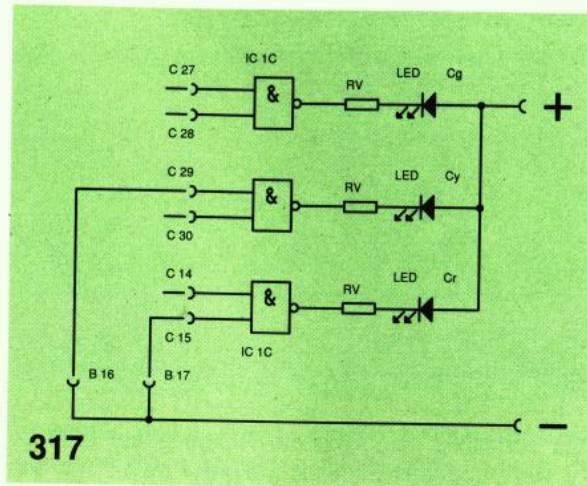 IC 1C
C 27
RV
LED
Cg
&
+
C 28
C 29
RV
LED
Cy
&
C 30
C 14
RV
LED
Cr
&
C 15
IC 1C
B 16
B 17
−
317